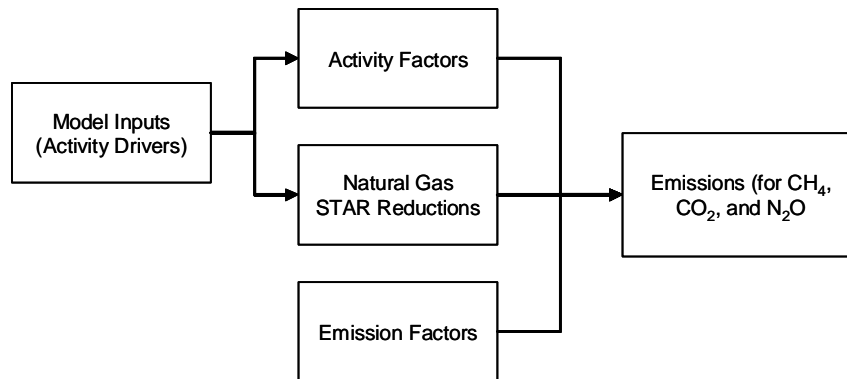 Activity Factors
Model Inputs
(Activity Drivers)
Natural Gas
STAR Reductions
Emissions (for CH₄,
CO₂, and N₂O
Emission Factors